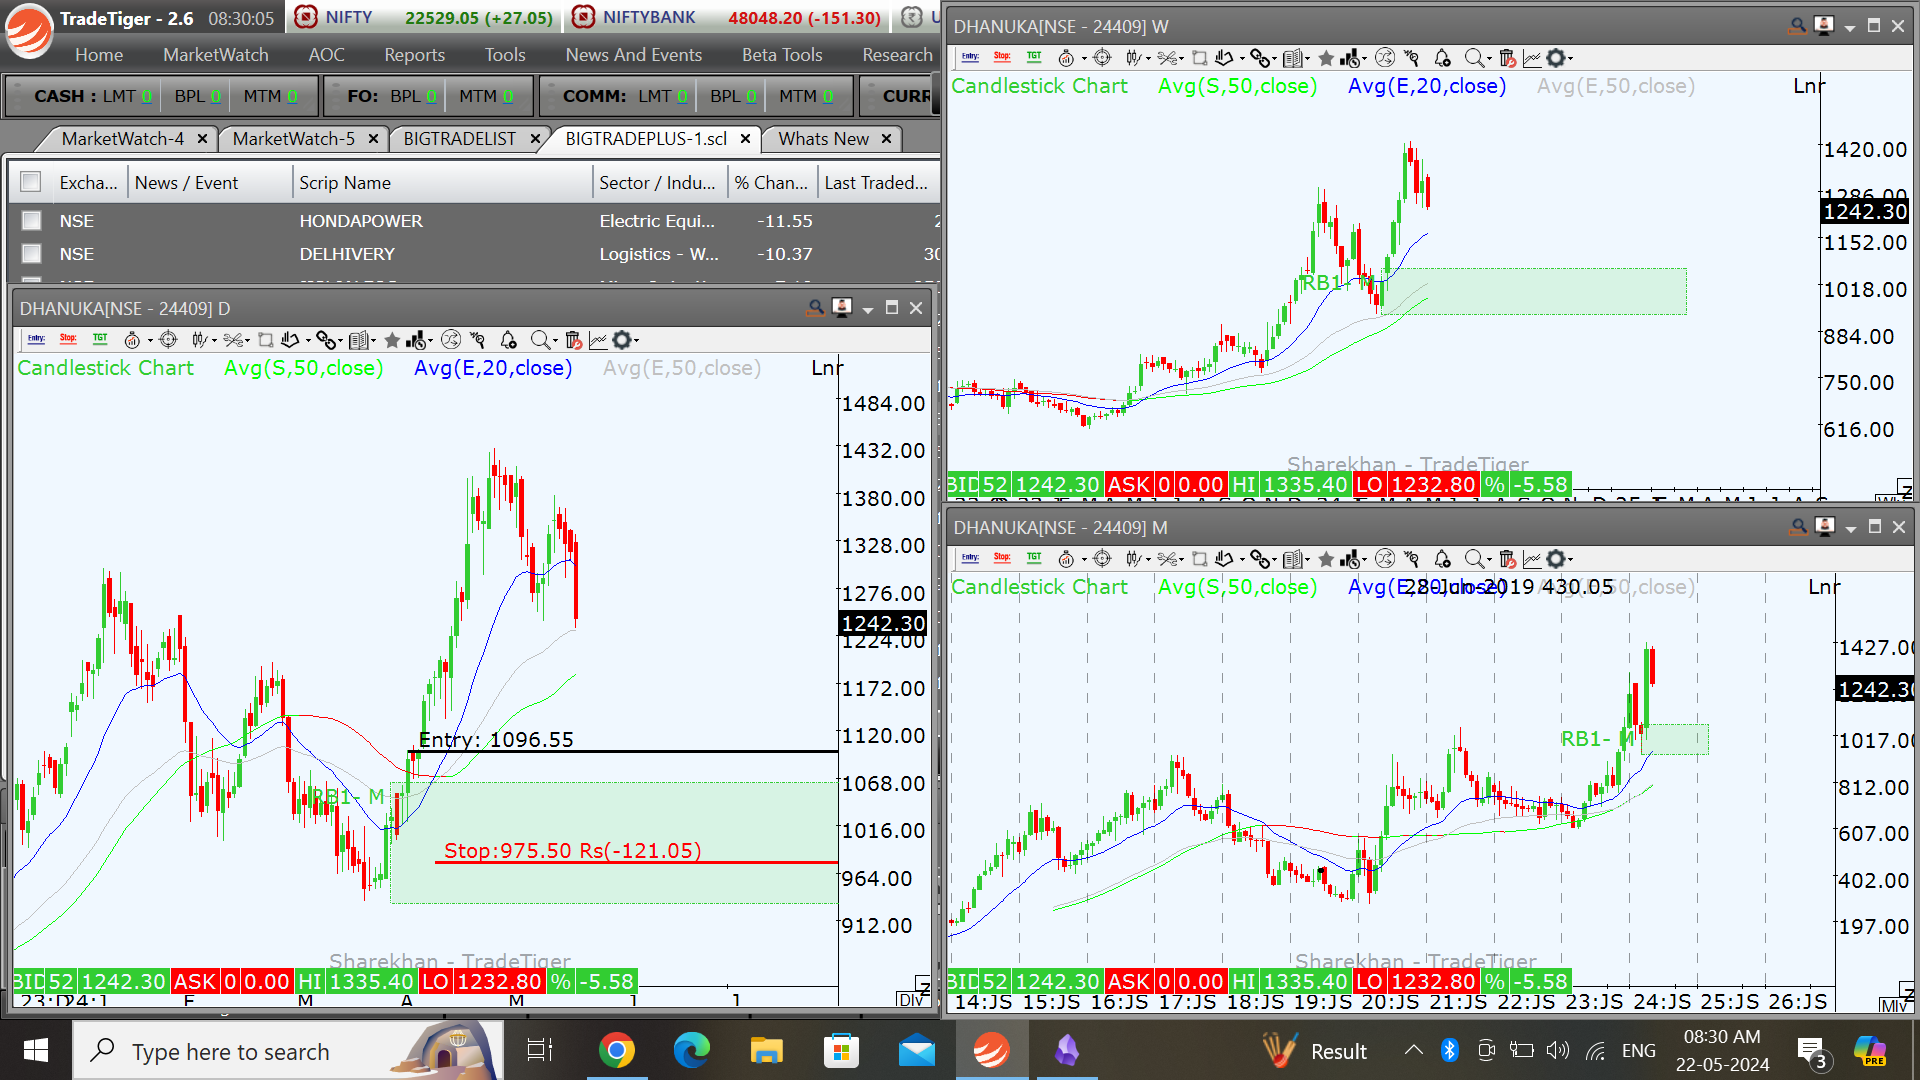 TradeTiger - 2.6 08:30:05 NIFTY 22529.05 (+27.05) NIFTYBANK 48048.20 (-151.30)
Home MarketWatch AOC Reports Tools News And Events Beta Tools Research
CASH : LMT 0 BPL 0 MTM 0 FO: BPL 0 MTM 0 COMM: LMT 0 BPL 0 MTM 0 CURR
MarketWatch-4 MarketWatch-5 BIGTRADELIST BIGTRADEPLUS-1.scl Whats New
Excha... News / Event Scrip Name Sector / Indu... % Chan... Last Traded...
NSE HONDAPOWER Electric Equi... -11.55
NSE DELHIVERY Logistics - W... -10.37
DHANUKA[NSE - 24409] D
Entry: Stop: TGT
Candlestick Chart Avg(S,50,close) Avg(E,20,close) Avg(E,50,close) Lnr
1484.00
1432.00
1380.00
1328.00
1276.00
1242.30
1224.00
1172.00
1120.00
1068.00
1016.00
964.00
912.00
Entry: 1096.55
RB1- M
Stop:975.50 Rs(-121.05)
Sharekhan - TradeTiger
BID 52 1242.30 ASK 0 0.00 HI 1335.40 LO 1232.80 % -5.58
DHANUKA[NSE - 24409] W
Entry: Stop: TGT
Candlestick Chart Avg(S,50,close) Avg(E,20,close) Avg(E,50,close) Lnr
1420.00
1286.00
1242.30
1152.00
1018.00
884.00
750.00
616.00
RB1- M
Sharekhan - TradeTiger
BID 52 1242.30 ASK 0 0.00 HI 1335.40 LO 1232.80 % -5.58
DHANUKA[NSE - 24409] M
Entry: Stop: TGT
Candlestick Chart Avg(S,50,close) Avg(E,20,close) Avg(E,50,close) Lnr
28-Jun-2019 430.05
1427.00
1242.30
1017.00
812.00
607.00
402.00
197.00
RB1- M
Sharekhan - TradeTiger
BID 52 1242.30 ASK 0 0.00 HI 1335.40 LO 1232.80 % -5.58
14:JS 15:JS 16:JS 17:JS 18:JS 19:JS 20:JS 21:JS 22:JS 23:JS 24:JS 25:JS 26:JS
Type here to search
Result
ENG
08:30 AM
22-05-2024
3
PRE